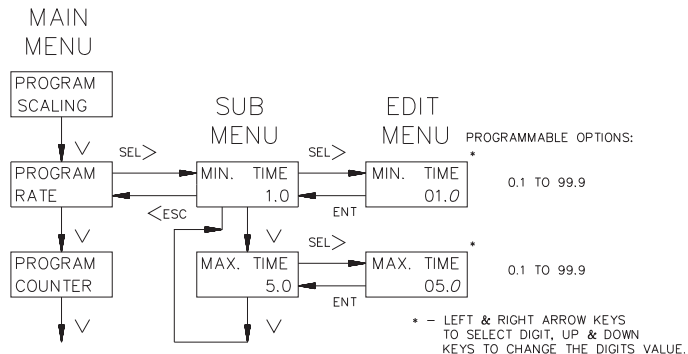 MAIN
MENU
PROGRAM
SCALING
SUB
MENU
EDIT
MENU
PROGRAMMABLE OPTIONS:
SEL>
SEL>
*
PROGRAM
RATE
MIN. TIME
1.0
MIN. TIME
01.0
0.1 TO 99.9
<ESC
ENT
SEL>
*
PROGRAM
COUNTER
MAX. TIME
5.0
MAX. TIME
05.0
0.1 TO 99.9
ENT
* – LEFT & RIGHT ARROW KEYS
TO SELECT DIGIT, UP & DOWN
KEYS TO CHANGE THE DIGITS VALUE.